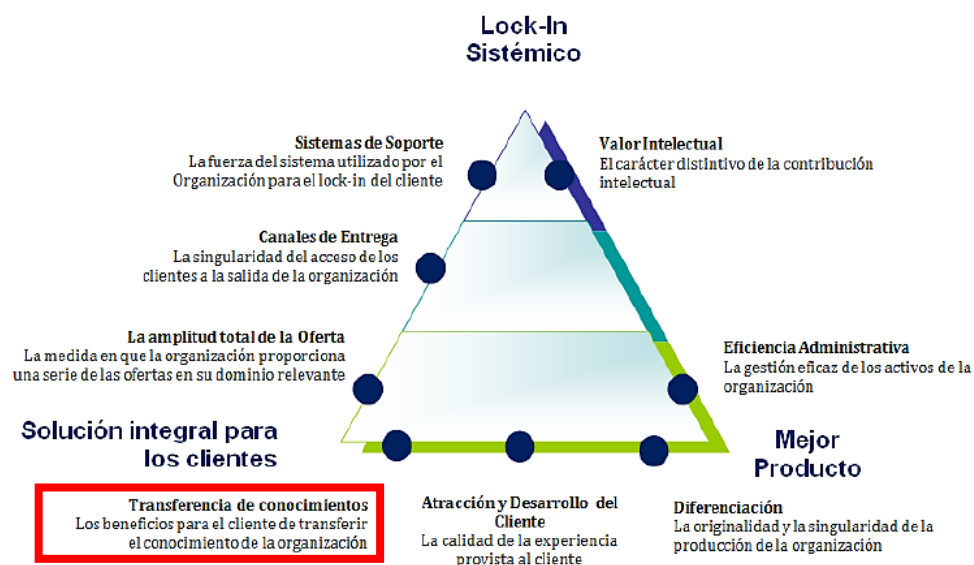 Lock-In
Sistémico
Sistemas de Soporte
La fuerza del sistema utilizado por el
Organización para el lock-in del cliente
Valor Intelectual
El carácter distintivo de la contribución
intelectual
Canales de Entrega
La singularidad del acceso de los
clientes a la salida de la organización
La amplitud total de la Oferta
La medida en que la organización proporciona
una serie de las ofertas en su dominio relevante
Eficiencia Administrativa
La gestión eficaz de los activos de la
organización
Solución integral para
los clientes
Mejor
Producto
Transferencia de conocimientos
Los beneficios para el cliente de transferir
el conocimiento de la organización
Atracción y Desarrollo del
Cliente
La calidad de la experiencia
provista al cliente
Diferenciación
La originalidad y la singularidad de la
producción de la organización